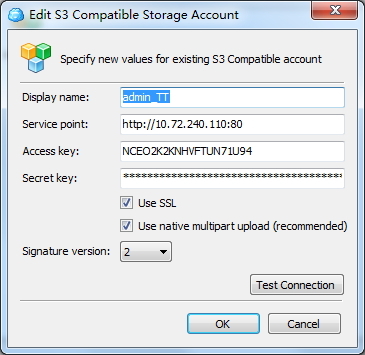 Edit S3 Compatible Storage Account
Specify new values for existing S3 Compatible account
Display name: admin_TT
Service point: http://10.72.240.110:80
Access key: NCEO2K2KNHVFTUN71U94
Secret key: ****************************************
Use SSL
Use native multipart upload (recommended)
Signature version: 2
Test Connection
OK Cancel